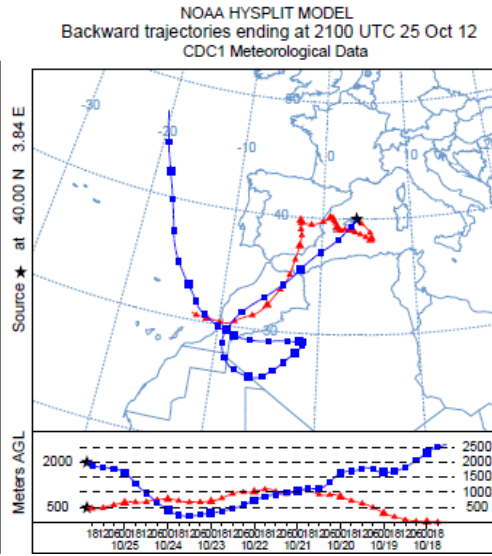 NOAA HYSPLIT MODEL
Backward trajectories ending at 2100 UTC 25 Oct 12
CDC1 Meteorological Data
Source ★ at 40.00 N 3.84 E
-30
-20
-10
0
10
20
40
30
Meters AGL
2000
500
2500
2000
1500
1000
500
181206001812060018120600181206001812060018120600181206001812060018
10/25 10/24 10/23 10/22 10/21 10/20 10/19 10/18